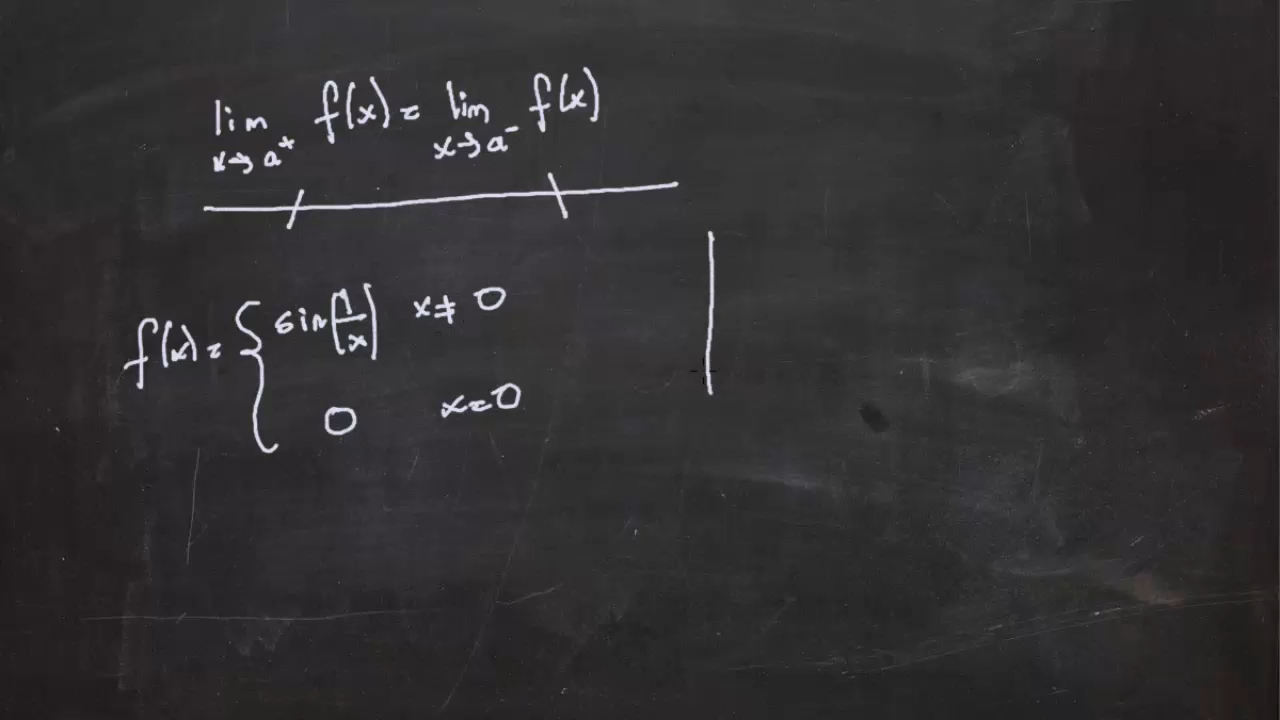 lim x→a⁺ f(x) = lim x→a⁻ f(x)
f(x) = { sin(1/x) x≠0
0 x=0